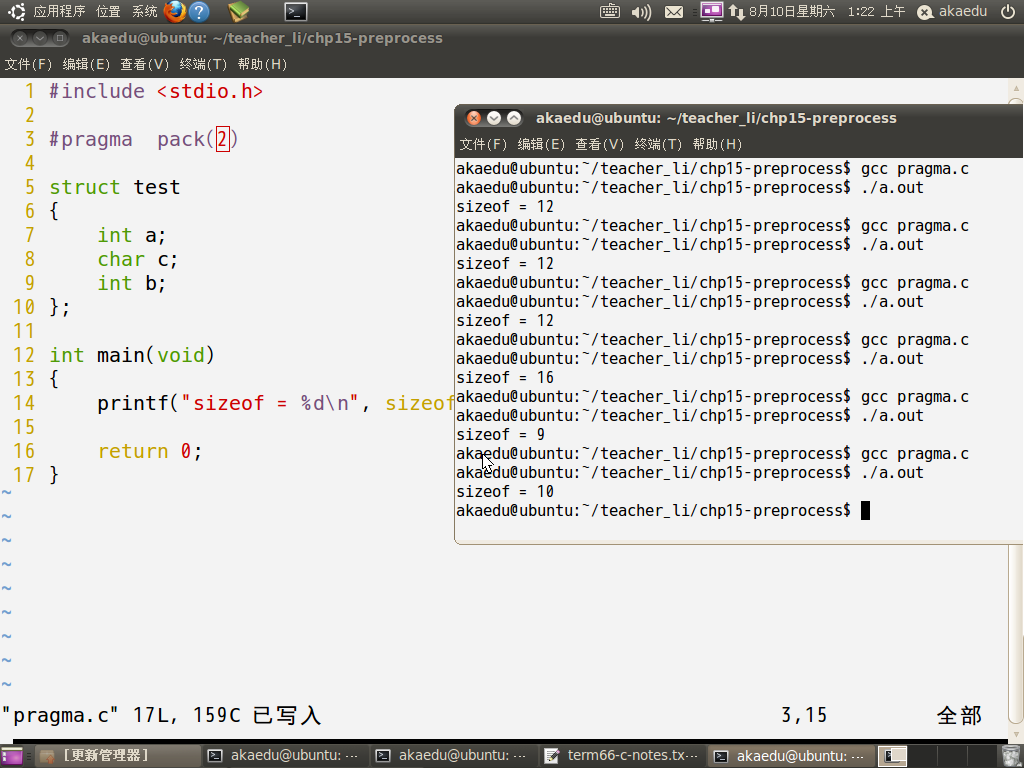 应用程序 位置 系统 8月10日星期六 1:22 上午 akaedu
akaedu@ubuntu: ~/teacher_li/chp15-preprocess
文件(F) 编辑(E) 查看(V) 终端(T) 帮助(H)
1 #include <stdio.h>
2
3 #pragma  pack(2)
4
5 struct test
6 {
7     int a;
8     char c;
9     int b;
10 };
11
12 int main(void)
13 {
14     printf("sizeof = %d\n", sizeof
15
16     return 0;
17 }
~
~
~
~
~
~
~
~
~
"pragma.c" 17L, 159C 已写入 3,15 全部
akaedu@ubuntu: ~/teacher_li/chp15-preprocess
文件(F) 编辑(E) 查看(V) 终端(T) 帮助(H)
akaedu@ubuntu:~/teacher_li/chp15-preprocess$ gcc pragma.c
akaedu@ubuntu:~/teacher_li/chp15-preprocess$ ./a.out
sizeof = 12
akaedu@ubuntu:~/teacher_li/chp15-preprocess$ gcc pragma.c
akaedu@ubuntu:~/teacher_li/chp15-preprocess$ ./a.out
sizeof = 12
akaedu@ubuntu:~/teacher_li/chp15-preprocess$ gcc pragma.c
akaedu@ubuntu:~/teacher_li/chp15-preprocess$ ./a.out
sizeof = 12
akaedu@ubuntu:~/teacher_li/chp15-preprocess$ gcc pragma.c
akaedu@ubuntu:~/teacher_li/chp15-preprocess$ ./a.out
sizeof = 16
akaedu@ubuntu:~/teacher_li/chp15-preprocess$ gcc pragma.c
akaedu@ubuntu:~/teacher_li/chp15-preprocess$ ./a.out
sizeof = 9
akaedu@ubuntu:~/teacher_li/chp15-preprocess$ gcc pragma.c
akaedu@ubuntu:~/teacher_li/chp15-preprocess$ ./a.out
sizeof = 10
akaedu@ubuntu:~/teacher_li/chp15-preprocess$
[更新管理器] akaedu@ubuntu: ... akaedu@ubuntu: ... term66-c-notes.tx... akaedu@ubuntu: ...